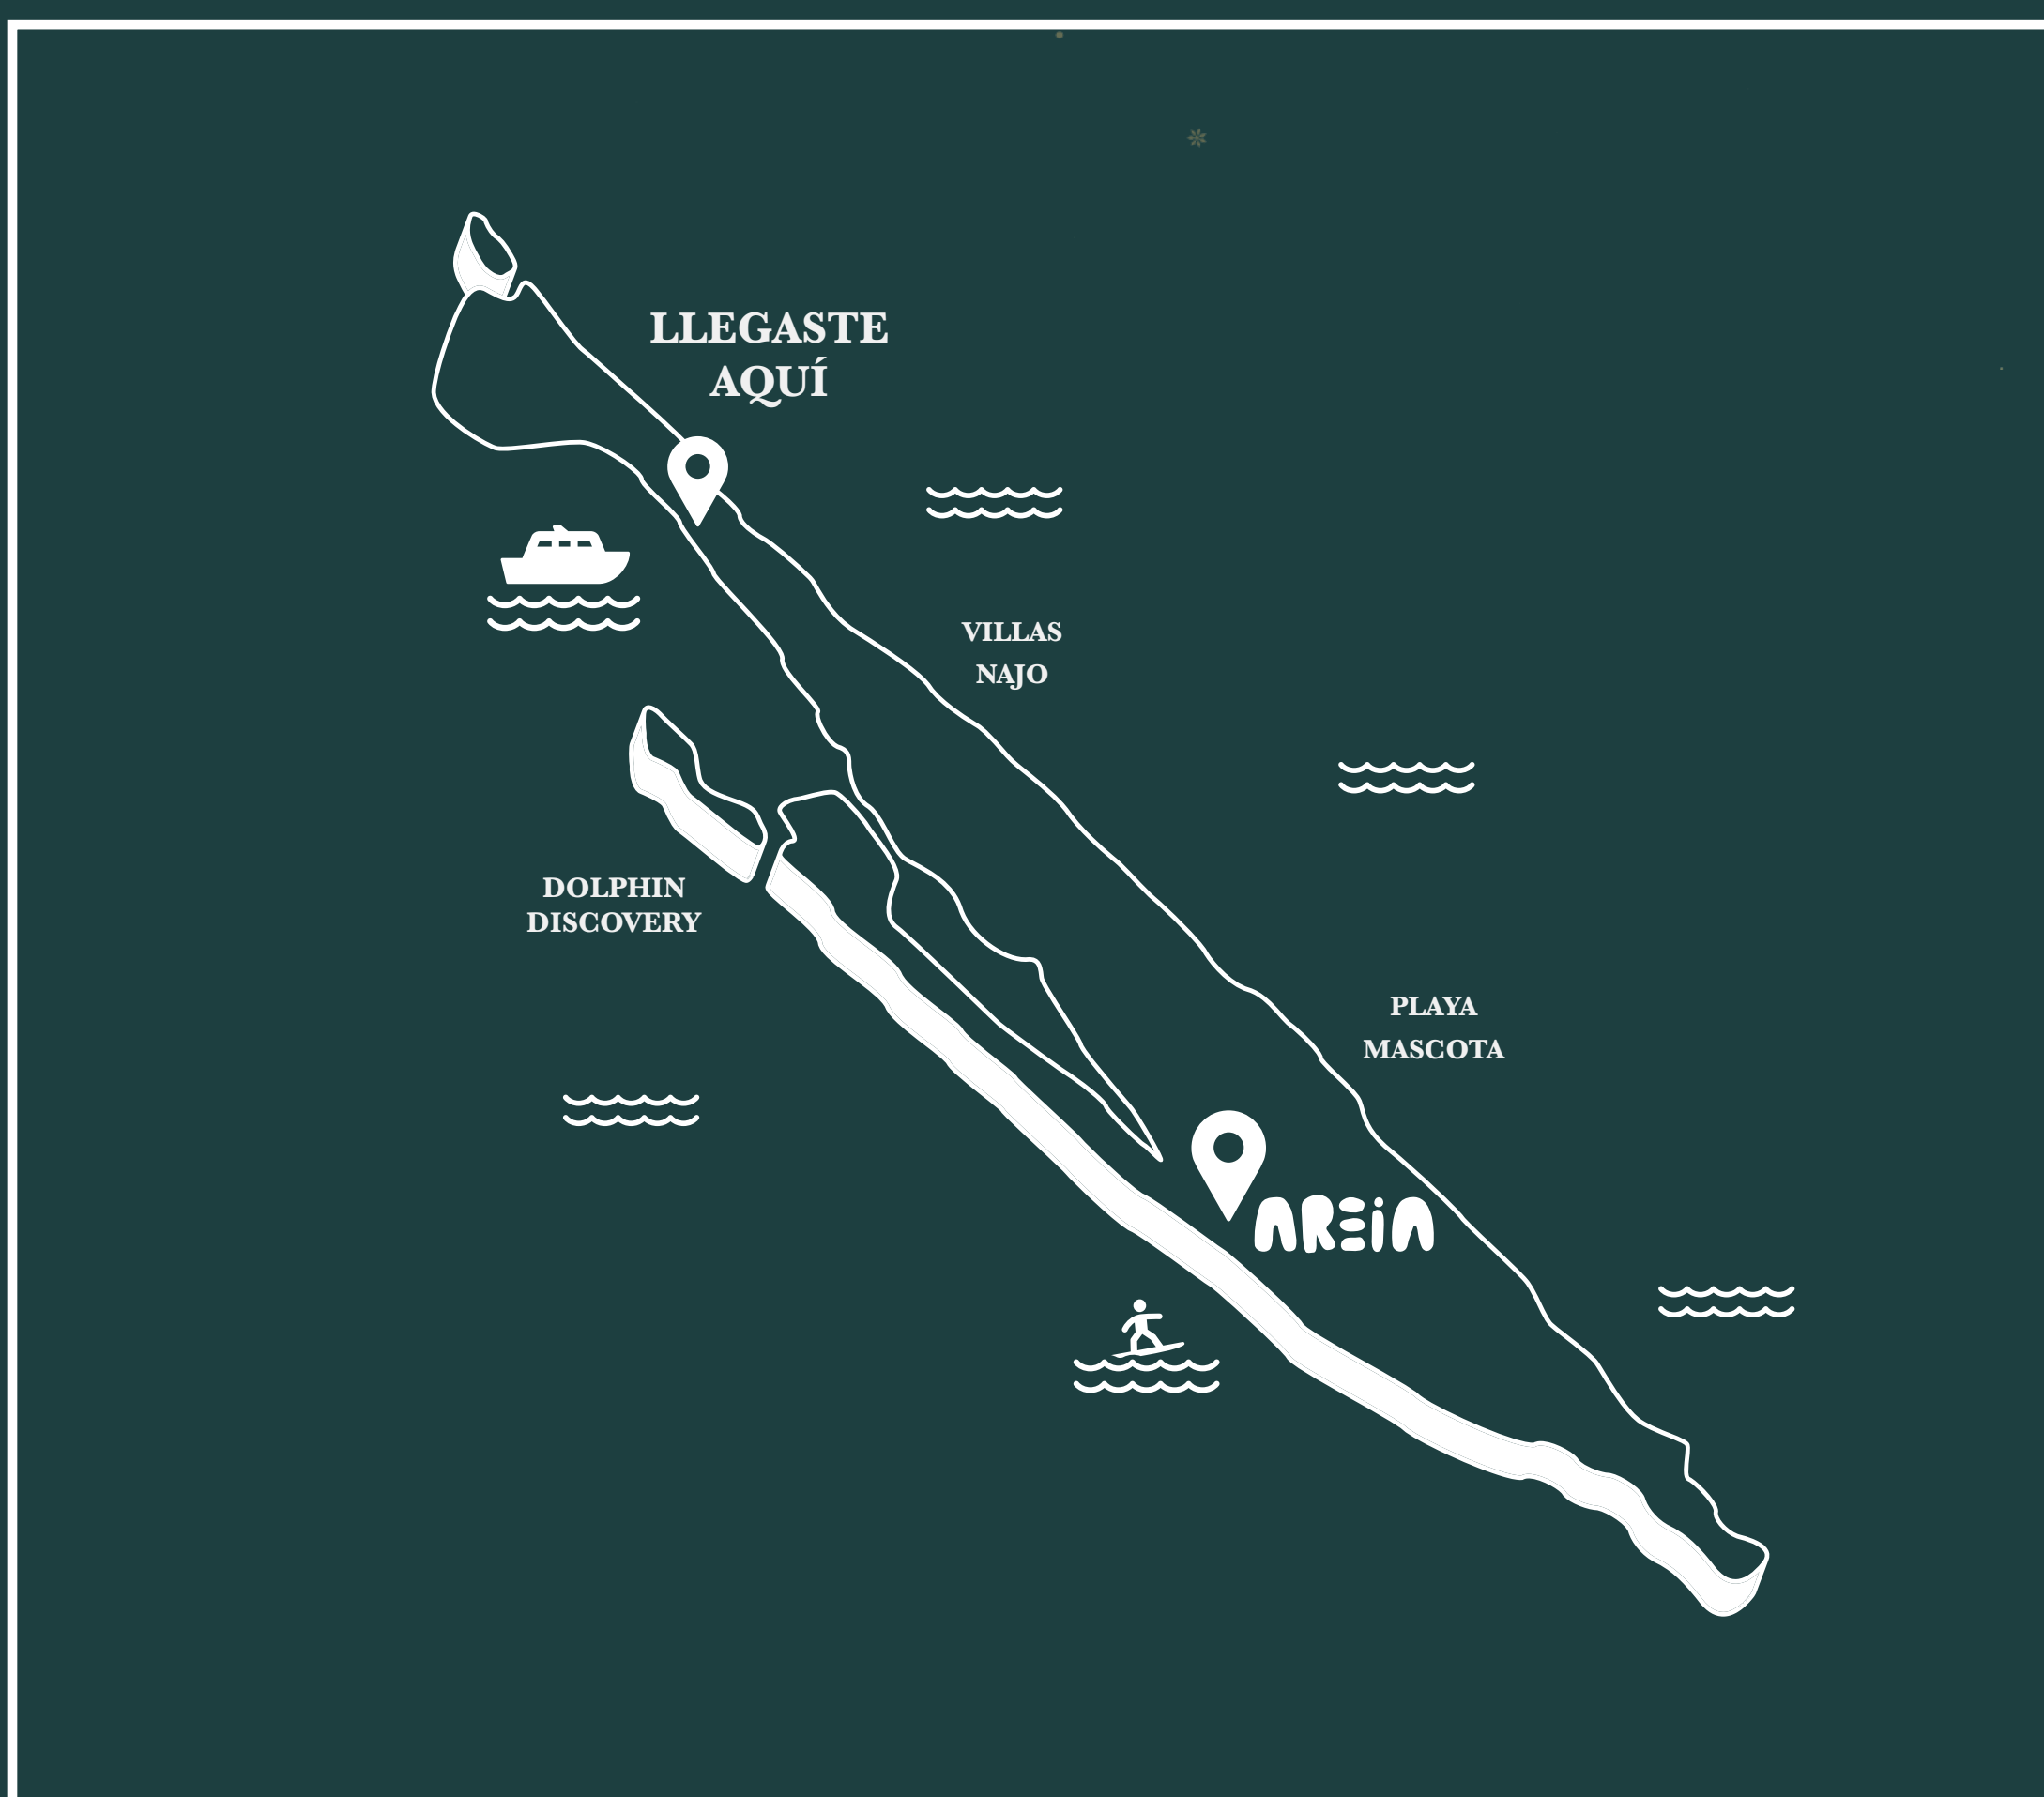 LLEGASTE
AQUÍ
VILLAS
NAJO
DOLPHIN
DISCOVERY
PLAYA
MASCOTA
AREiA